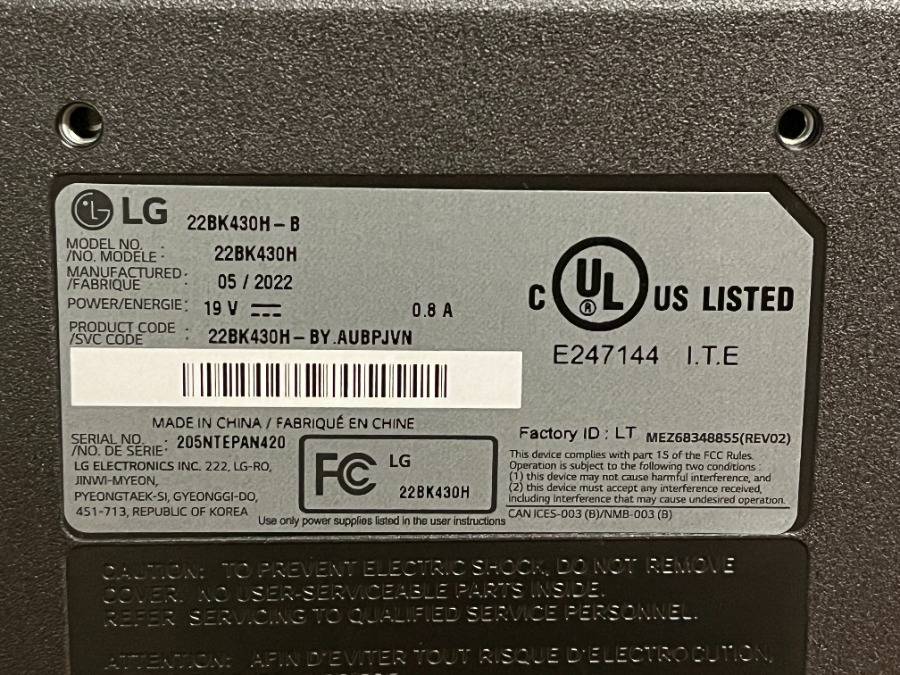 LG 22BK430H-B
MODEL NO. /NO. MODELE : 22BK430H
MANUFACTURED /FABRIQUE : 05 / 2022
POWER/ENERGIE: 19 V 0.8 A
PRODUCT CODE /SVC CODE : 22BK430H-BY.AUBPJVN
MADE IN CHINA / FABRIQUÉ EN CHINE
SERIAL NO. /NO. DE SÉRIE : 205NTEPAN420
LG ELECTRONICS INC. 222, LG-RO,
JINWI-MYEON,
PYEONGTAEK-SI, GYEONGGI-DO,
451-713, REPUBLIC OF KOREA
FC LG
22BK430H
Use only power supplies listed in the user instructions
C UL ® US LISTED
E247144 I.T.E
Factory ID : LT MEZ68348855(REV02)
This device complies with part 15 of the FCC Rules.
Operation is subject to the following two conditions :
(1) this device may not cause harmful interference, and
(2) this device must accept any interference received,
including interference that may cause undesired operation.
CAN ICES-003 (B)/NMB-003 (B)
CAUTION: TO PREVENT ELECTRIC SHOCK, DO NOT REMOVE
COVER. NO USER-SERVICEABLE PARTS INSIDE.
REFER SERVICING TO QUALIFIED SERVICE PERSONNEL.
ATTENTION: AFIN D'EVITER TOUT RISQUE D'ELECTROCUTION,